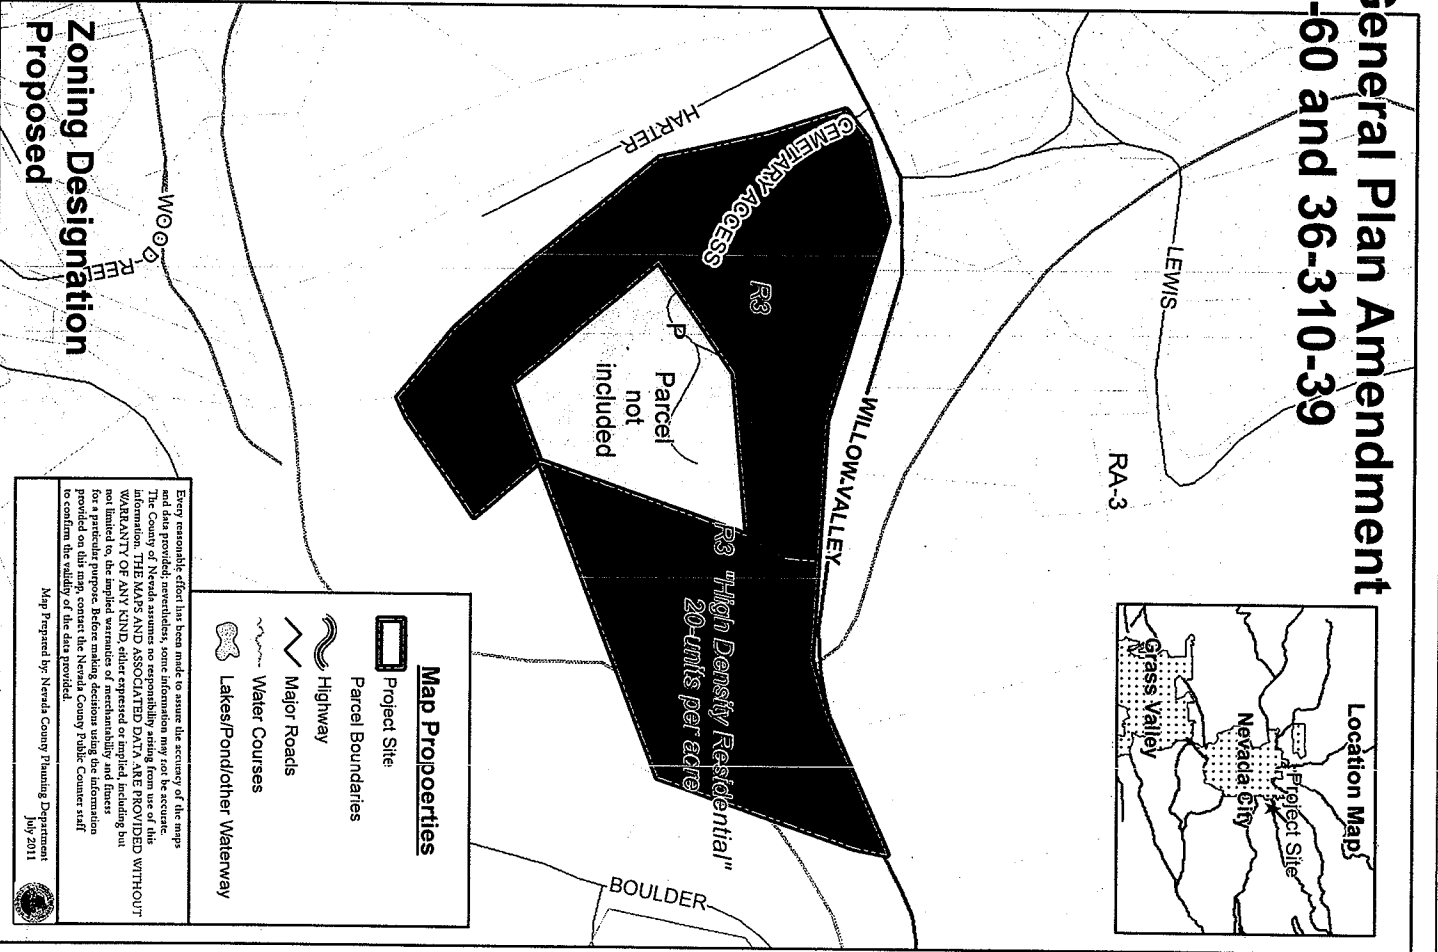 General Plan Amendment
-60 and 36-310-39
Location Map
Project Site
Nevada City
Grass Valley
LEWIS
RA-3
WILLOW-VALLEY
CEMETARY ACCESS
HARTER
R3
P
Parcel
not
included
R3 "High Density Residential"
20-units per acre
BOULDER
WOOD-REEL
Zoning Designation
Proposed
Map Propoerties
Project Site
Parcel Boundaries
Highway
Major Roads
Water Courses
Lakes/Pond/other Waterway
Every reasonable effort has been made to assure the accuracy of the maps
and data provided; nevertheless, some information may not be accurate.
The County of Nevada assumes no responsibility arising from use of this
information. THE MAPS AND ASSOCIATED DATA ARE PROVIDED WITHOUT
WARRANTY OF ANY KIND, either expressed or implied, including but
not limited to, the implied warranties of merchantability and fitness
for a particular purpose. Before making decisions using the information
provided on this map, contact the Nevada County Public Counter staff
to confirm the validity of the data provided.
Map Prepared by: Nevada County Planning Department
July 2011